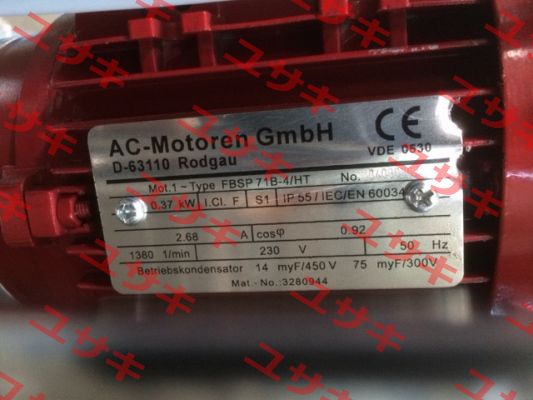 AC-Motoren GmbH
D-63110 Rodgau
VDE 0530
Mot.1~Type FBSP 71B-4/HT No.
0.37 kW I.Cl. F S1 IP 55/IEC/EN 60034
2.68 A cosφ 0.92
1380 1/min 230 V 50 Hz
Betriebskondensator 14 myF/450 V 75 myF/300V
Mat.-No.:3280944
ユサキ